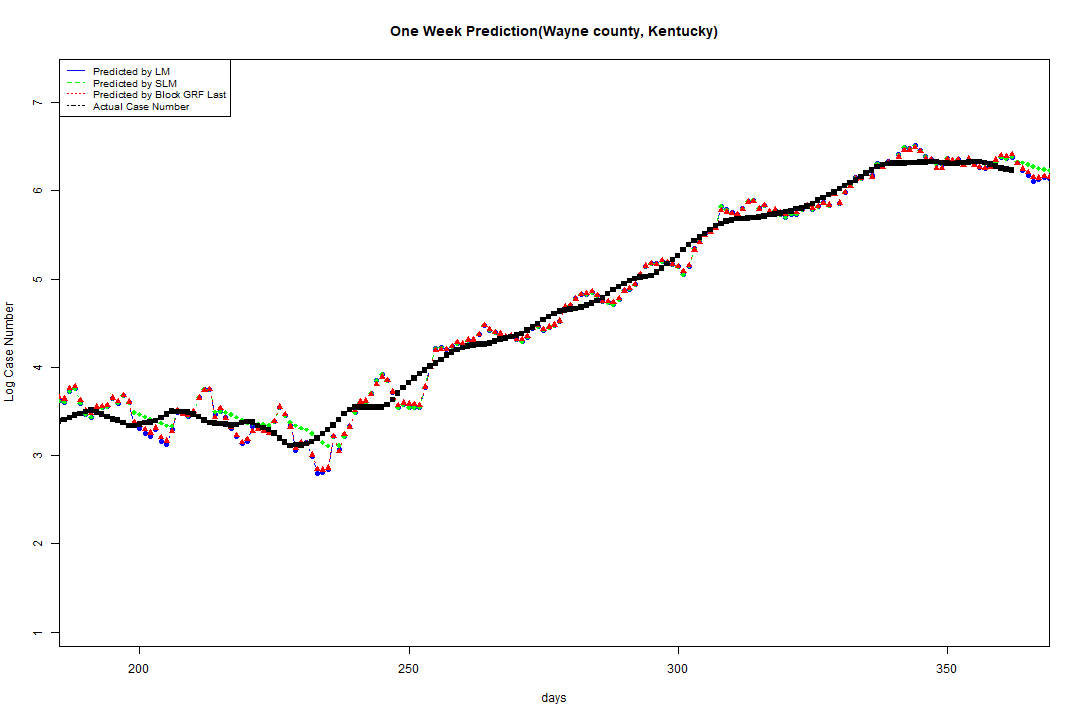 One Week Prediction(Wayne county, Kentucky)
Predicted by LM
Predicted by SLM
Predicted by Block GRF Last
Actual Case Number
7
6
5
4
3
2
1
Log Case Number
200 250 300 350
days